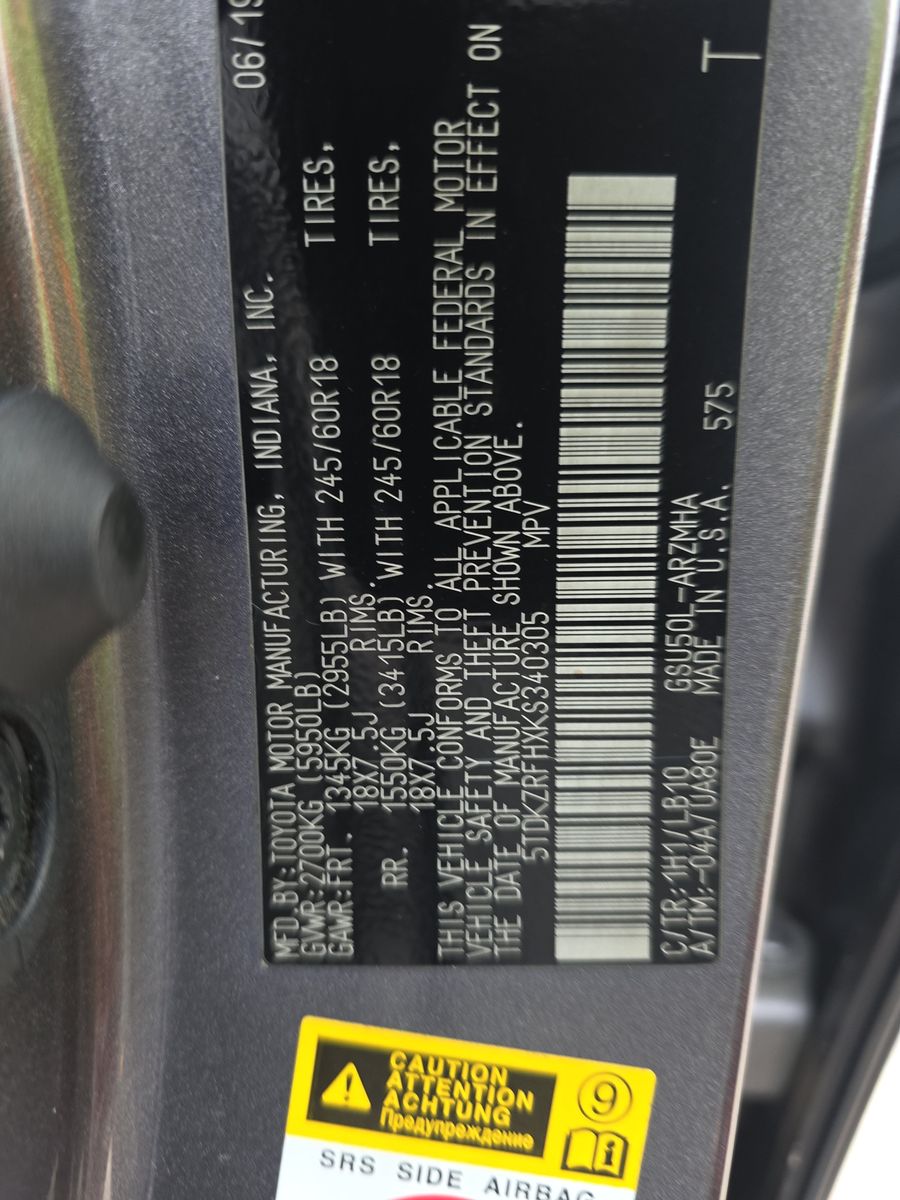 MFD.BY:TOYOTA MOTOR MANUFACTURING, INDIANA, INC. 06/19
GVWR:2700KG (5950LB)
GAWR:FRT. 1345KG (2955LB) WITH 245/60R18 TIRES,
18X7.5J RIMS.
RR. 1550KG (3415LB) WITH 245/60R18 TIRES,
18X7.5J RIMS.
THIS VEHICLE CONFORMS TO ALL APPLICABLE FEDERAL MOTOR
VEHICLE SAFETY AND THEFT PREVENTION STANDARDS IN EFFECT ON
THE DATE OF MANUFACTURE SHOWN ABOVE.
5TDKZRFHXKS340305 MPV
C/TR:1H1/LB10 GSU50L-ARZMHA
A/TM:-04A/UA80E MADE IN U.S.A. 575 T
CAUTION
ATTENTION
ACHTUNG
Предупреждение
9
i
SRS SIDE AIRBAG